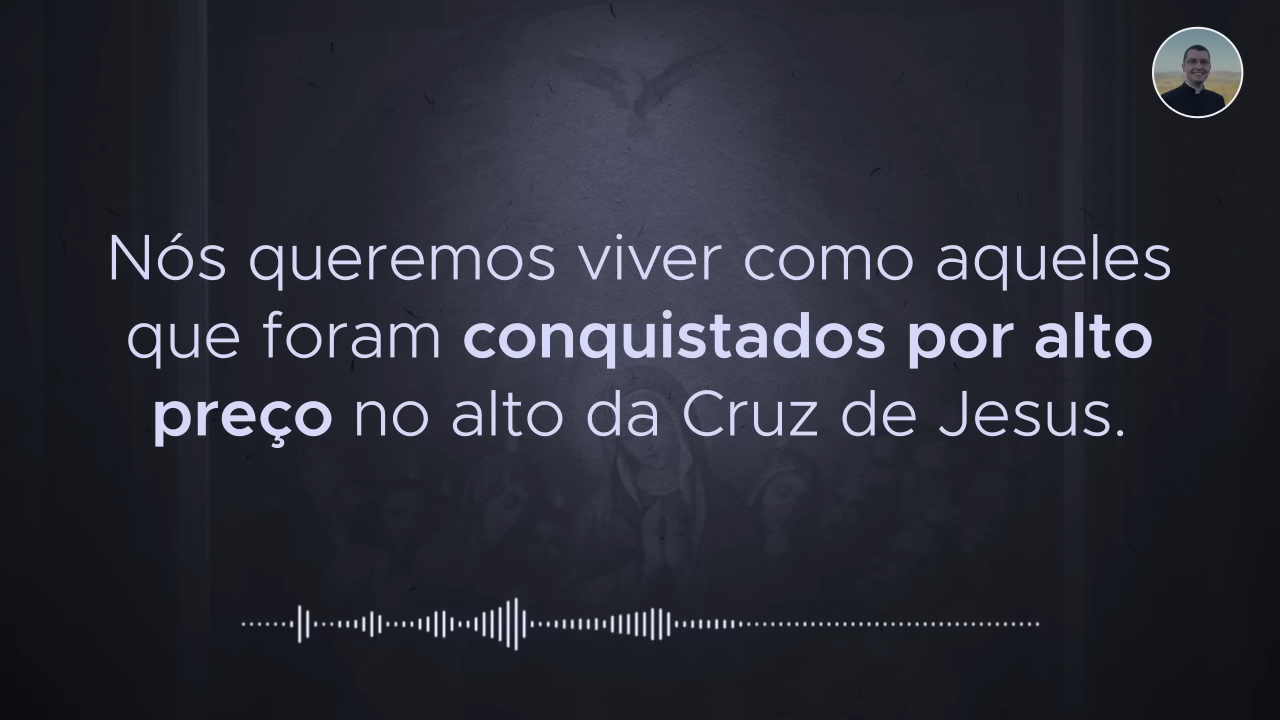 Nós queremos viver como aqueles
que foram conquistados por alto
preço no alto da Cruz de Jesus.